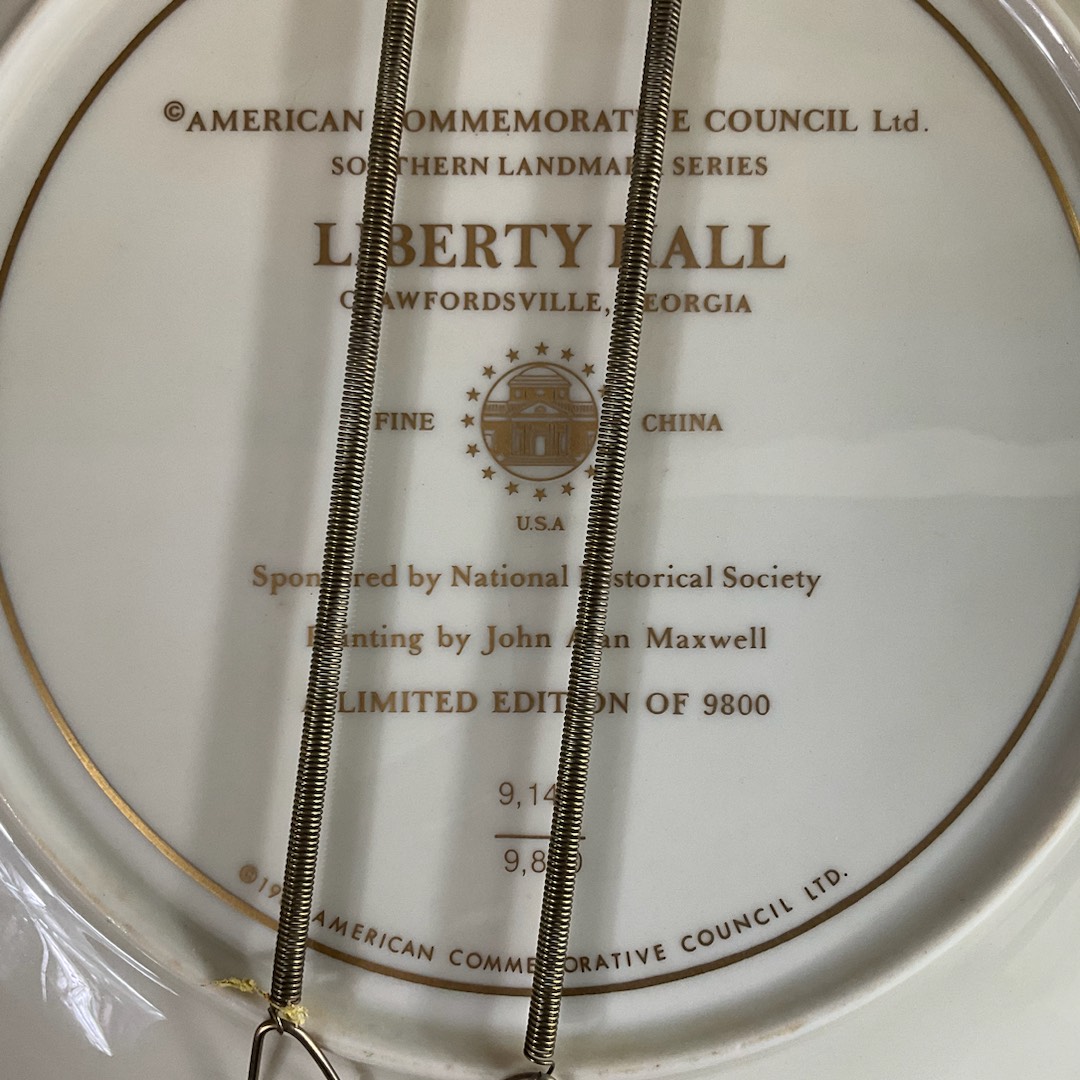 ©AMERICAN COMMEMORATIVE COUNCIL Ltd.
SOUTHERN LANDMARK SERIES
LIBERTY HALL
CRAWFORDSVILLE, GEORGIA
FINE CHINA
U.S.A
Sponsored by National Historical Society
Painting by John Alan Maxwell
A LIMITED EDITION OF 9800
9,800
AMERICAN COMMEMORATIVE COUNCIL LTD.